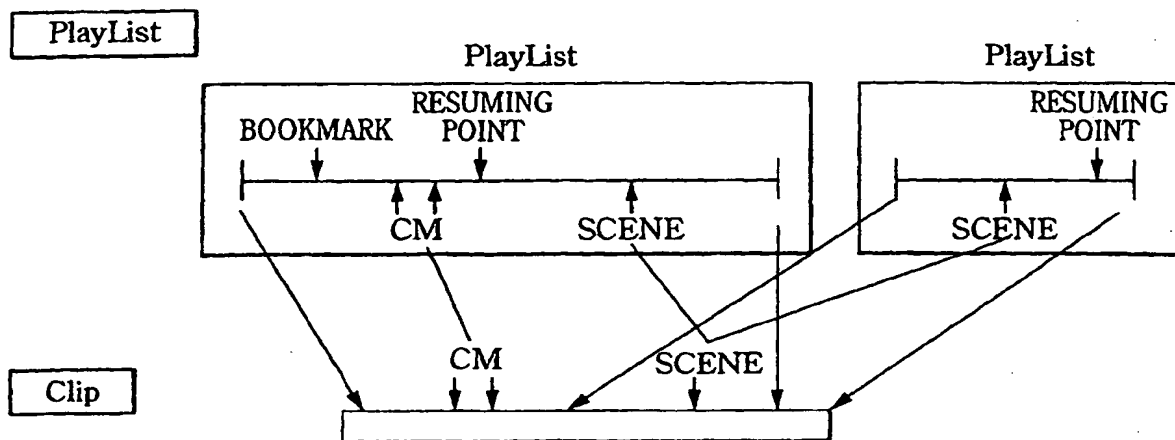 PlayList
PlayList
PlayList
BOOKMARK
RESUMING
POINT
CM
SCENE
RESUMING
POINT
SCENE
CM
SCENE
Clip